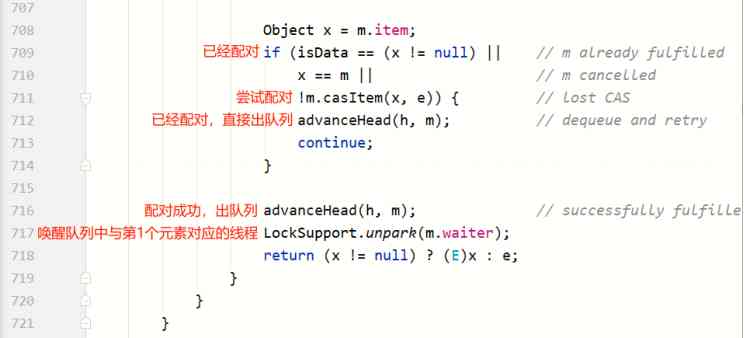 707
708 Object x = m.item;
709 已经配对 if (isData == (x != null) || // m already fulfilled
710 x == m || // m cancelled
711 尝试配对 !m.casItem(x, e)) { // lost CAS
712 已经配对，直接出队列 advanceHead(h, m); // dequeue and retry
713 continue;
714 }
716 配对成功，出队列 advanceHead(h, m); // successfully fulfille
717 唤醒队列中与第1个元素对应的线程 LockSupport.unpark(m.waiter);
718 return (x != null) ? (E)x : e;
719 }
720 }
721 }